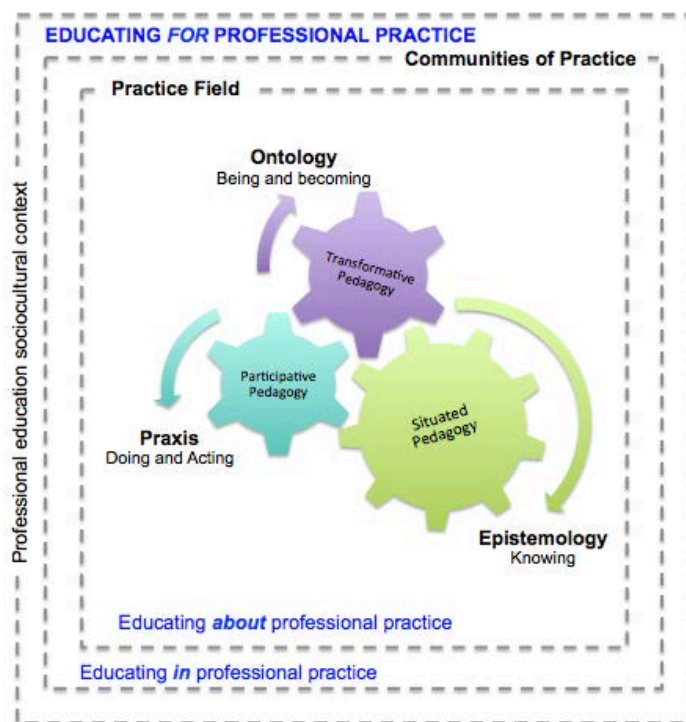 EDUCATING FOR PROFESSIONAL PRACTICE
Communities of Practice
Practice Field
Professional education sociocultural context
Ontology
Being and becoming
Transformative
Pedagogy
Participative
Pedagogy
Situated
Pedagogy
Praxis
Doing and Acting
Epistemology
Knowing
Educating about professional practice
Educating in professional practice